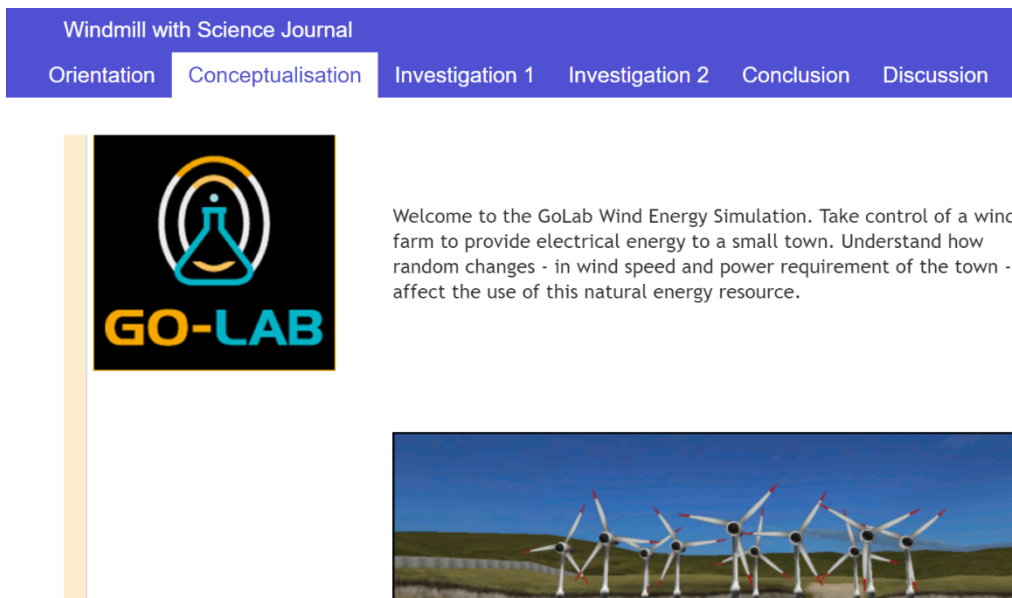 Windmill with Science Journal
Orientation Conceptualisation Investigation 1 Investigation 2 Conclusion Discussion
GO-LAB
Welcome to the GoLab Wind Energy Simulation. Take control of a wind
farm to provide electrical energy to a small town. Understand how
random changes - in wind speed and power requirement of the town -
affect the use of this natural energy resource.